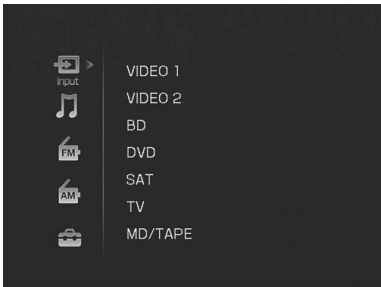 Input
VIDEO 1
VIDEO 2
BD
FM
DVD
SAT
AM
TV
MD/TAPE